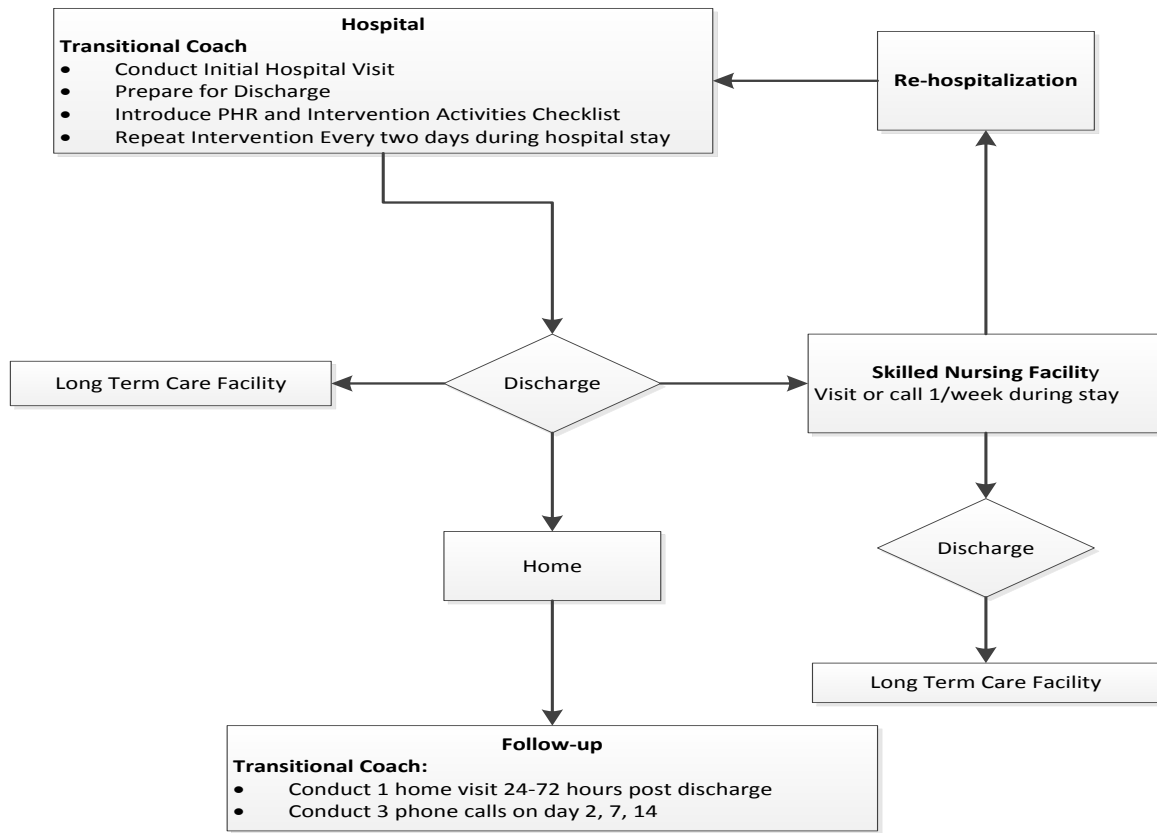 Hospital
Transitional Coach
• Conduct Initial Hospital Visit
• Prepare for Discharge
• Introduce PHR and Intervention Activities Checklist
• Repeat Intervention Every two days during hospital stay
Re-hospitalization
Long Term Care Facility
Discharge
Skilled Nursing Facility
Visit or call 1/week during stay
Discharge
Home
Long Term Care Facility
Follow-up
Transitional Coach:
• Conduct 1 home visit 24-72 hours post discharge
• Conduct 3 phone calls on day 2, 7, 14